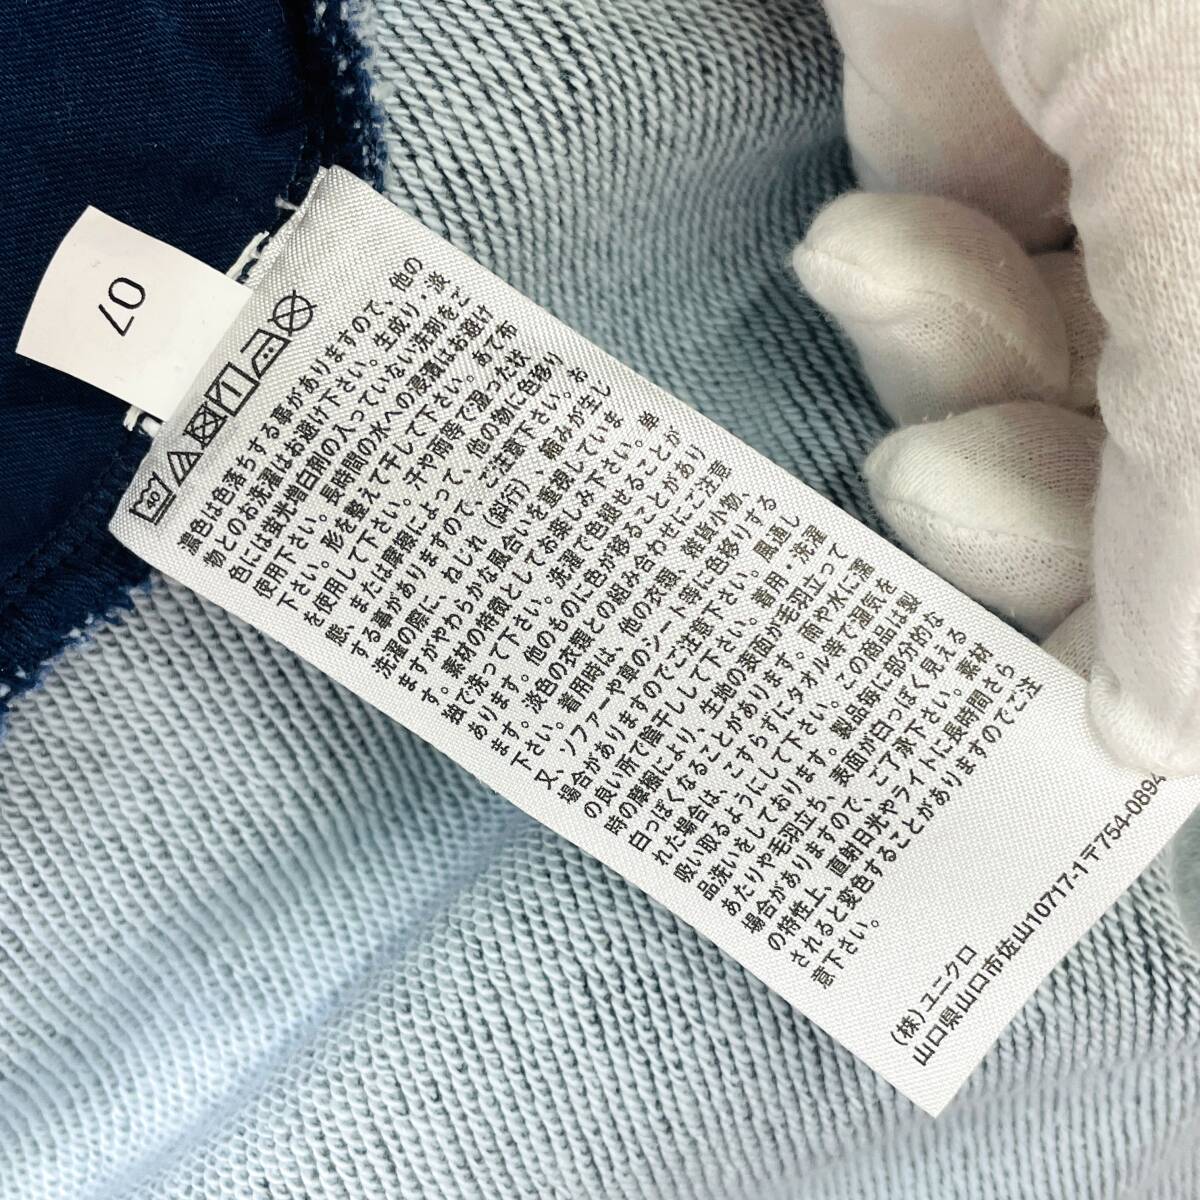 07
40
濃色は色落ちする事がありますので、他の
物とのお洗濯はお避け下さい。生成り・淡
色には蛍光増白剤の入っていない洗剤をご
使用下さい。長時間の水への浸漬はお避け
下さい。形を整えて干して下さい。あて布
を使用して下さい。汗や雨等で湿った状
態、または摩擦によって、他の物に色移り
する事がありますので、ご注意下さい。お
洗濯の際に、ねじれ（斜行）、縮みが生じ
ますがやわらかな風合いを重視していま
す。素材の特徴としてお楽しみ下さい。単
独で洗って下さい。洗濯で色褪せることが
あります。他のものに色が移ることがあり
ます。淡色の衣類との組み合わせにご注意
下さい。着用時は、他の衣類、雑貨小物、
又、ソファーや車のシート等に色移りする
場合がありますのでご注意下さい。風通し
の良い所で陰干しして下さい。着用・洗濯
時の摩擦により、生地の表面が毛羽立って
白っぽくなることがあります。雨や水に濡
れた場合は、こすらずにタオル等で湿気を
吸い取るようにして下さい。この商品は製
品洗いをしております。製品毎に部分的な
あたりや毛羽立ち、表面が白っぽく見える
場合がありますので、ご了承下さい。素材
の特性上、直射日光やライトに長時間さら
されると変色することがありますのでご注
意下さい。
(株)ユニクロ
山口県山口市佐山10717-1〒754-0894